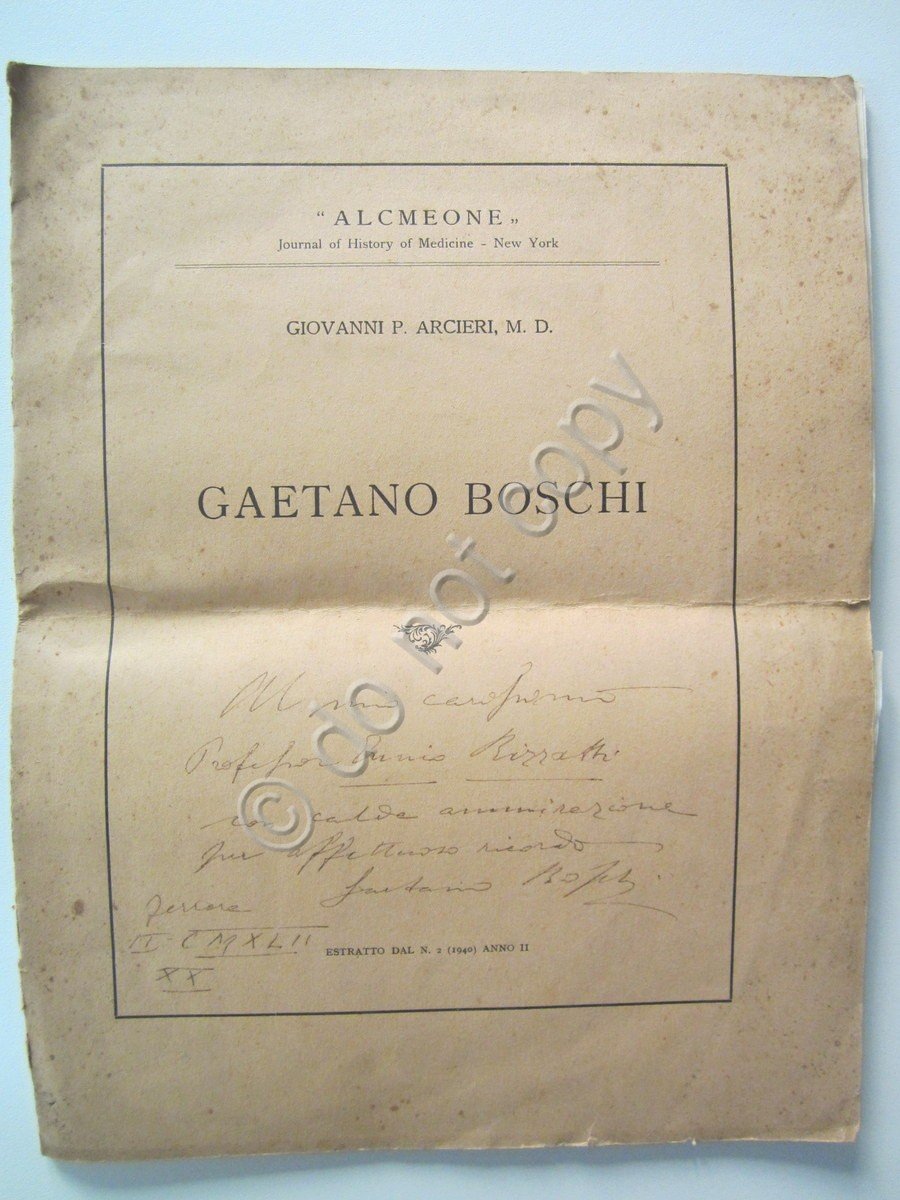 “ ALCMEONE „
Journal of History of Medicine - New York
GIOVANNI P. ARCIERI, M. D.
GAETANO BOSCHI
Al mio carissimo
Professor Ennio Rizzatti
con calda ammirazione
per affettuoso ricordo
Gaetano Boschi
Ferrara
CMXLII
XX
ESTRATTO DAL N. 2 (1940) ANNO II
© do not copy